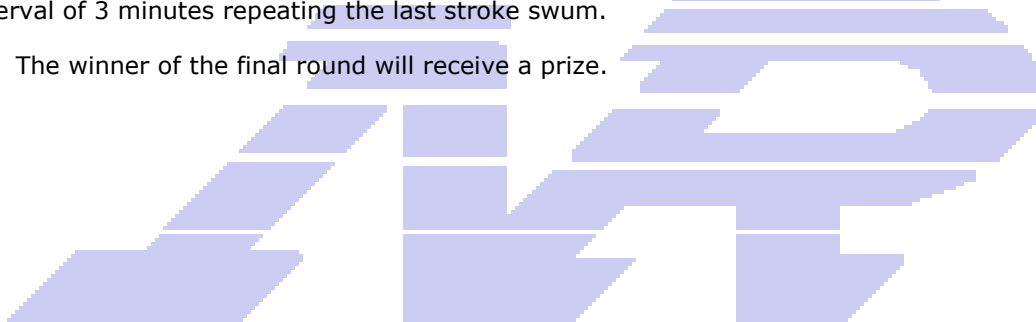 erval of 3 minutes repeating the last stroke swum.
The winner of the final round will receive a prize.